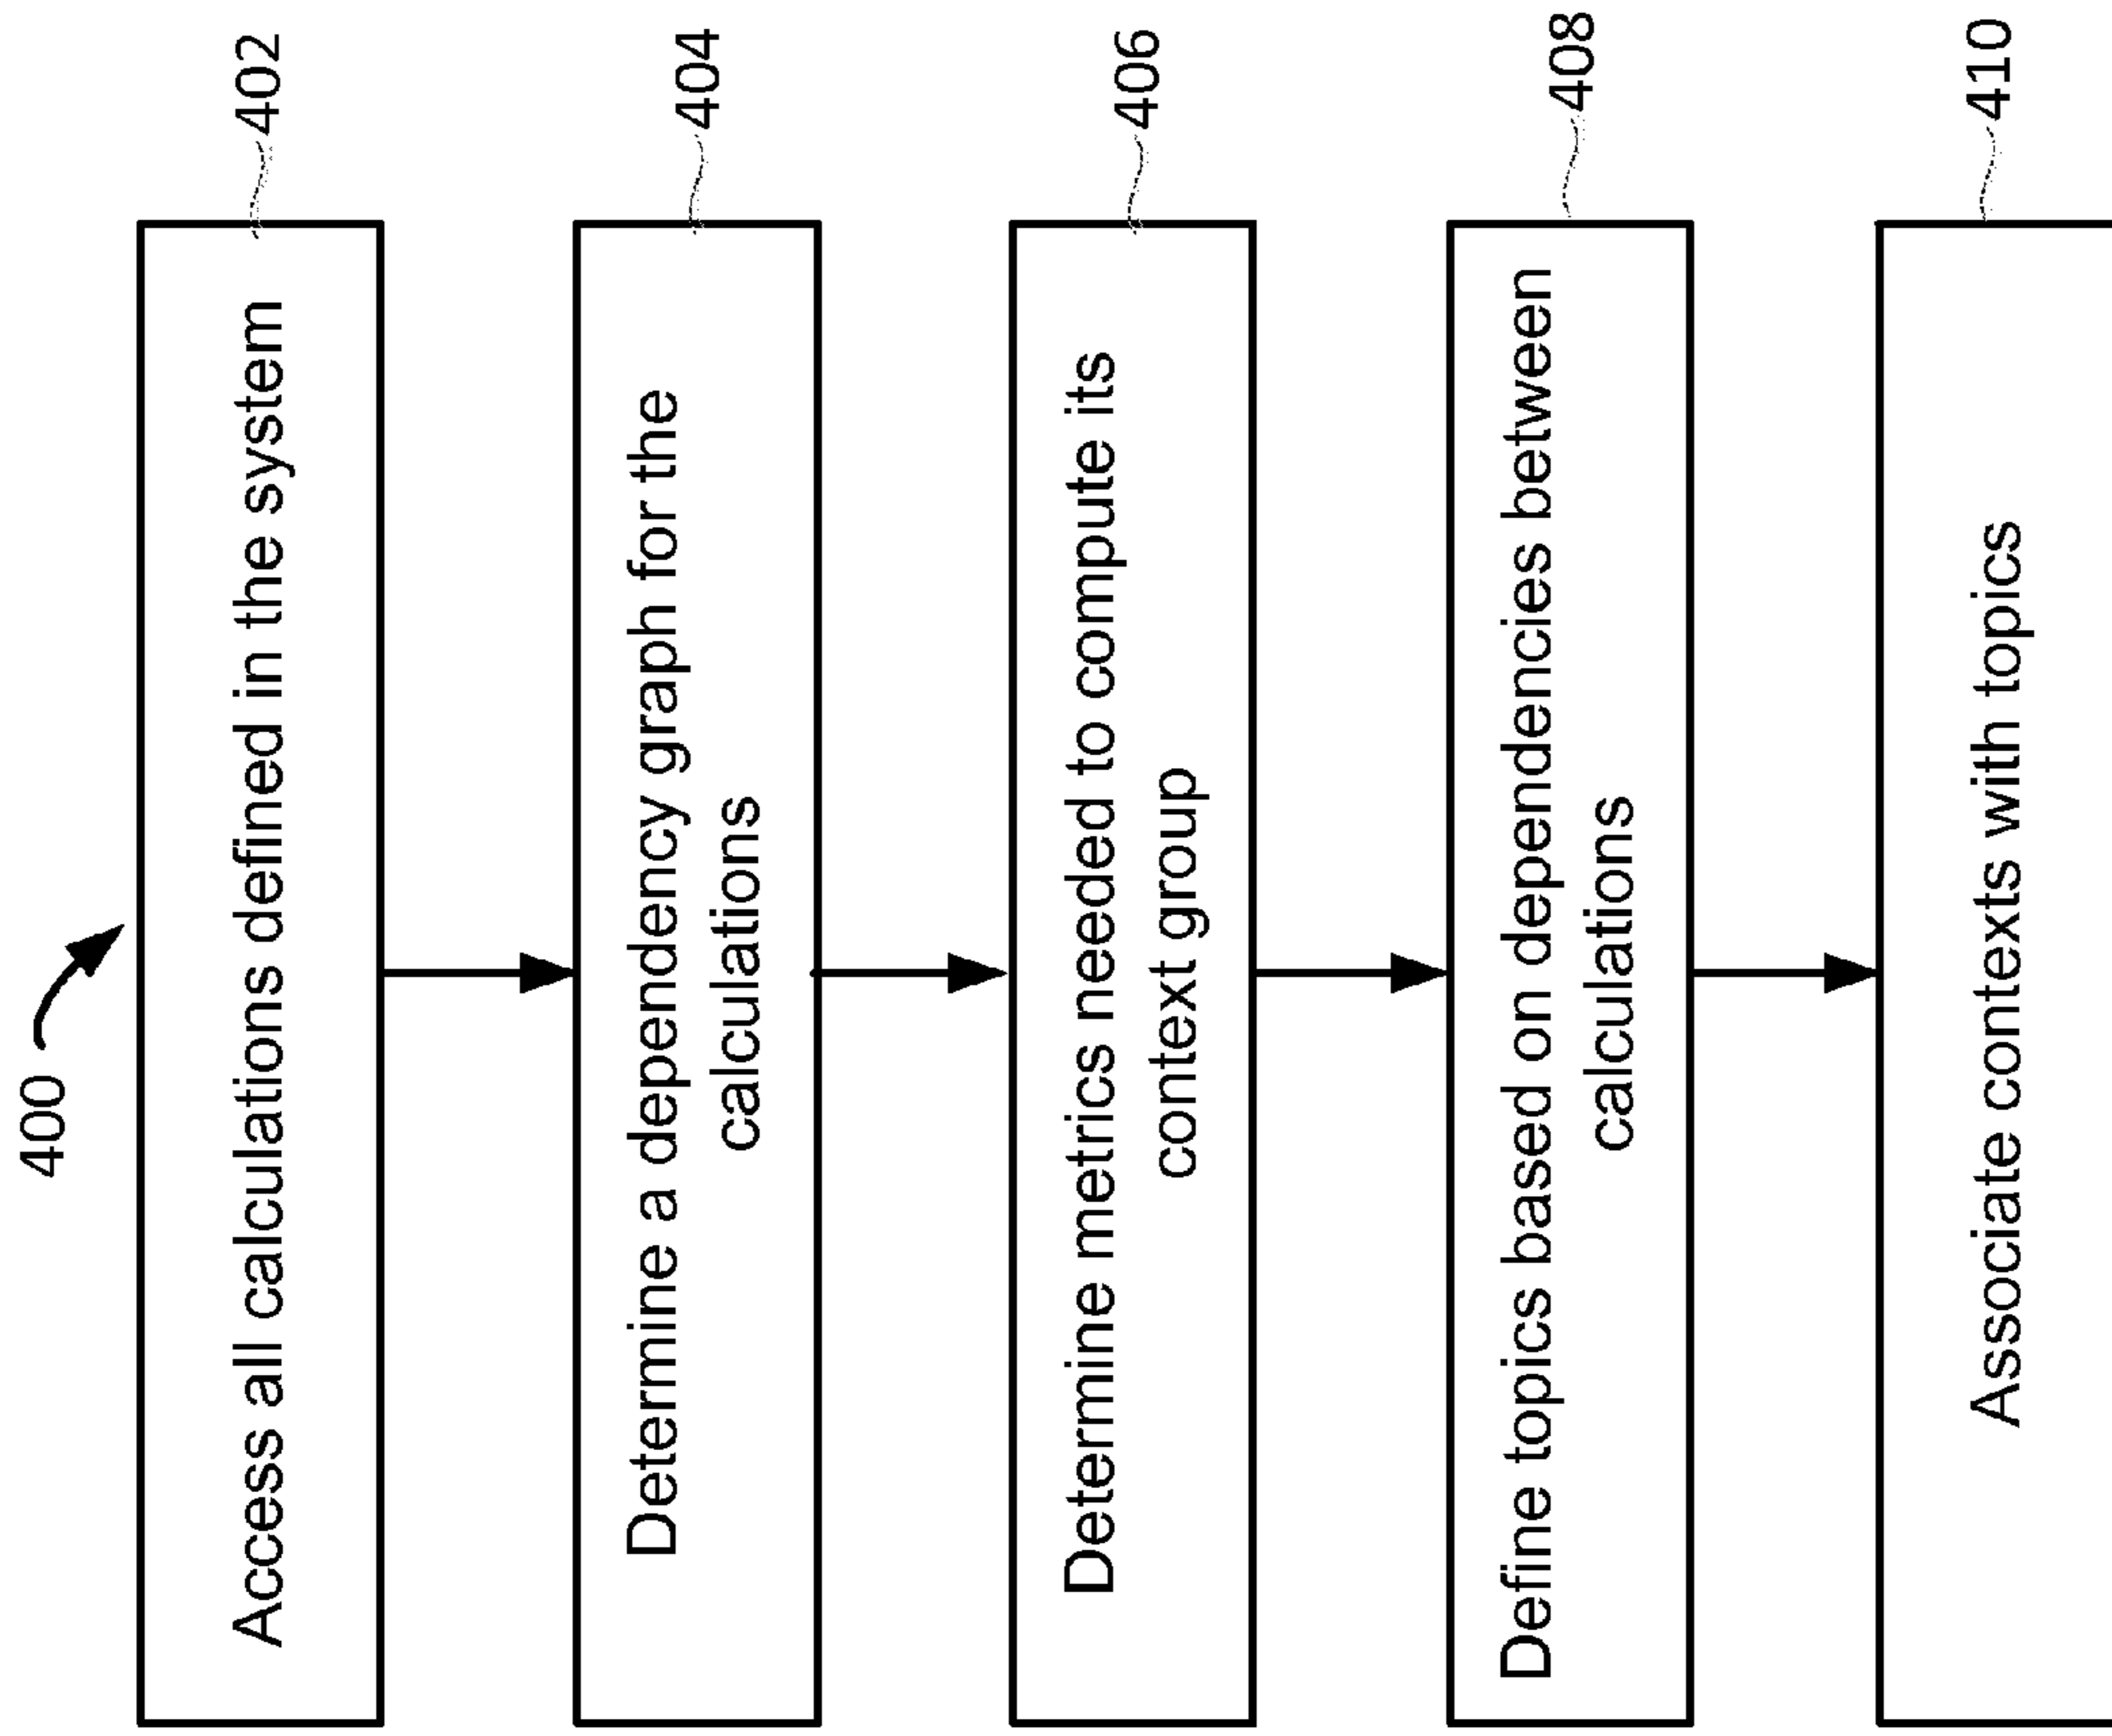 400
Access all calculations defined in the system
402
Determine a dependency graph for the
calculations
404
Determine metrics needed to compute its
context group
406
Define topics based on dependencies between
calculations
408
Associate contexts with topics
410